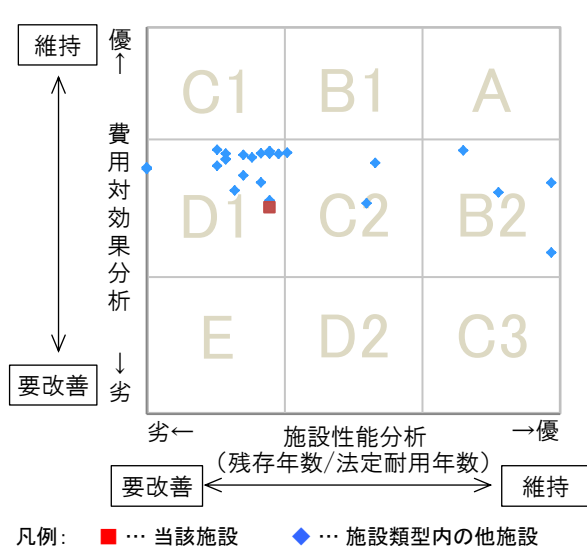 維持
優
↑
費用対効果分析
↓
劣
要改善
C1
B1
A
D1
C2
B2
E
D2
C3
劣←
施設性能分析
→優
（残存年数/法定耐用年数）
要改善
維持
凡例: ■ … 当該施設 ◆ … 施設類型内の他施設